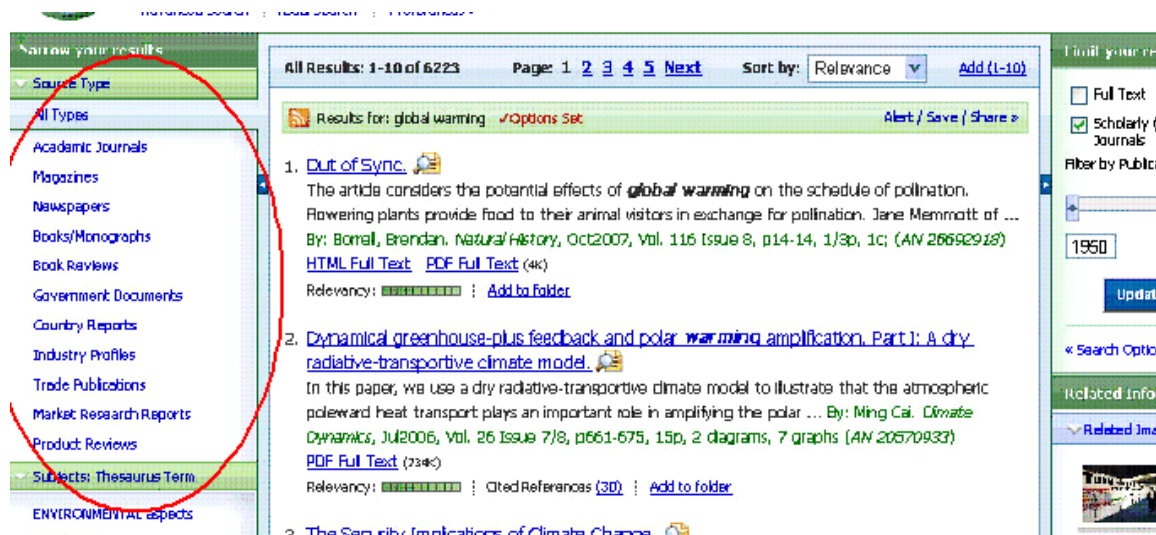 Advanced Search | Visual Search | Preferences »
Narrow your results
Source Type
All Types
Academic Journals
Magazines
Newspapers
Books/Monographs
Book Reviews
Government Documents
Country Reports
Industry Profiles
Trade Publications
Market Research Reports
Product Reviews
Subjects: Thesaurus Term
ENVIRONMENTAL aspects
All Results: 1-10 of 6223 Page: 1 2 3 4 5 Next Sort by: Relevance Add (1-10)
Results for: global warming ✓Options Set Alert / Save / Share »
1. Out of Sync.
The article considers the potential effects of global warming on the schedule of pollination.
Flowering plants provide food to their animal visitors in exchange for pollination. Jane Memmott of ...
By: Borrell, Brendan. Natural History, Oct2007, Vol. 116 Issue 8, p14-14, 1/3p, 1c; (AN 26692918)
HTML Full Text PDF Full Text (4K)
Relevancy: | Add to folder
2. Dynamical greenhouse-plus feedback and polar warming amplification. Part I: A dry
radiative-transportive climate model.
In this paper, we use a dry radiative-transportive climate model to illustrate that the atmospheric
poleward heat transport plays an important role in amplifying the polar ... By: Ming Cai. Climate
Dynamics, Jul2006, Vol. 26 Issue 7/8, p661-675, 15p, 2 diagrams, 7 graphs (AN 20570933)
PDF Full Text (734K)
Relevancy: | Cited References (30) | Add to folder
3. The Security Implications of Climate Change.
Limit your re
Full Text
Scholarly (
Journals
Filter by Publica
1950
Updat
« Search Optio
Related Info
Related Ima